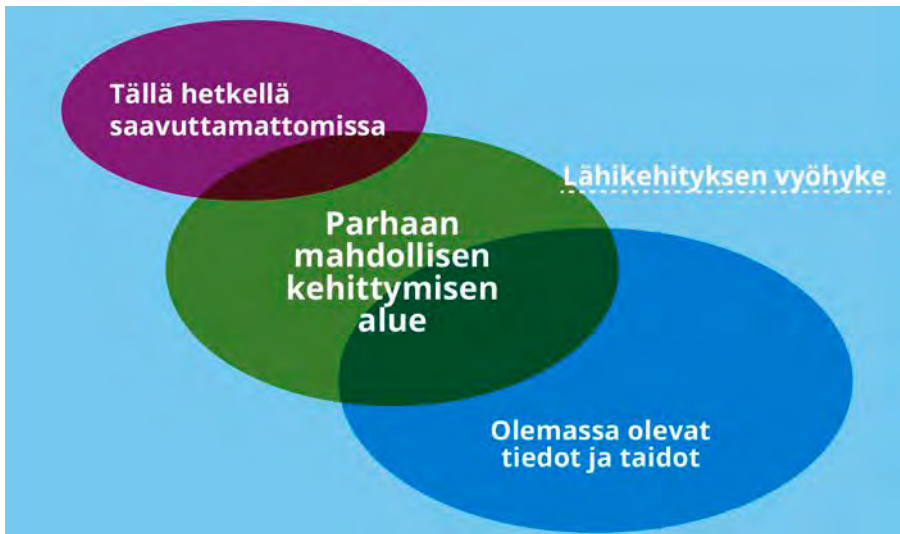 Tällä hetkellä
saavuttamattomissa
Lähikehityksen vyöhyke
Parhaan
mahdollisen
kehittymisen
alue
Olemassa olevat
tiedot ja taidot